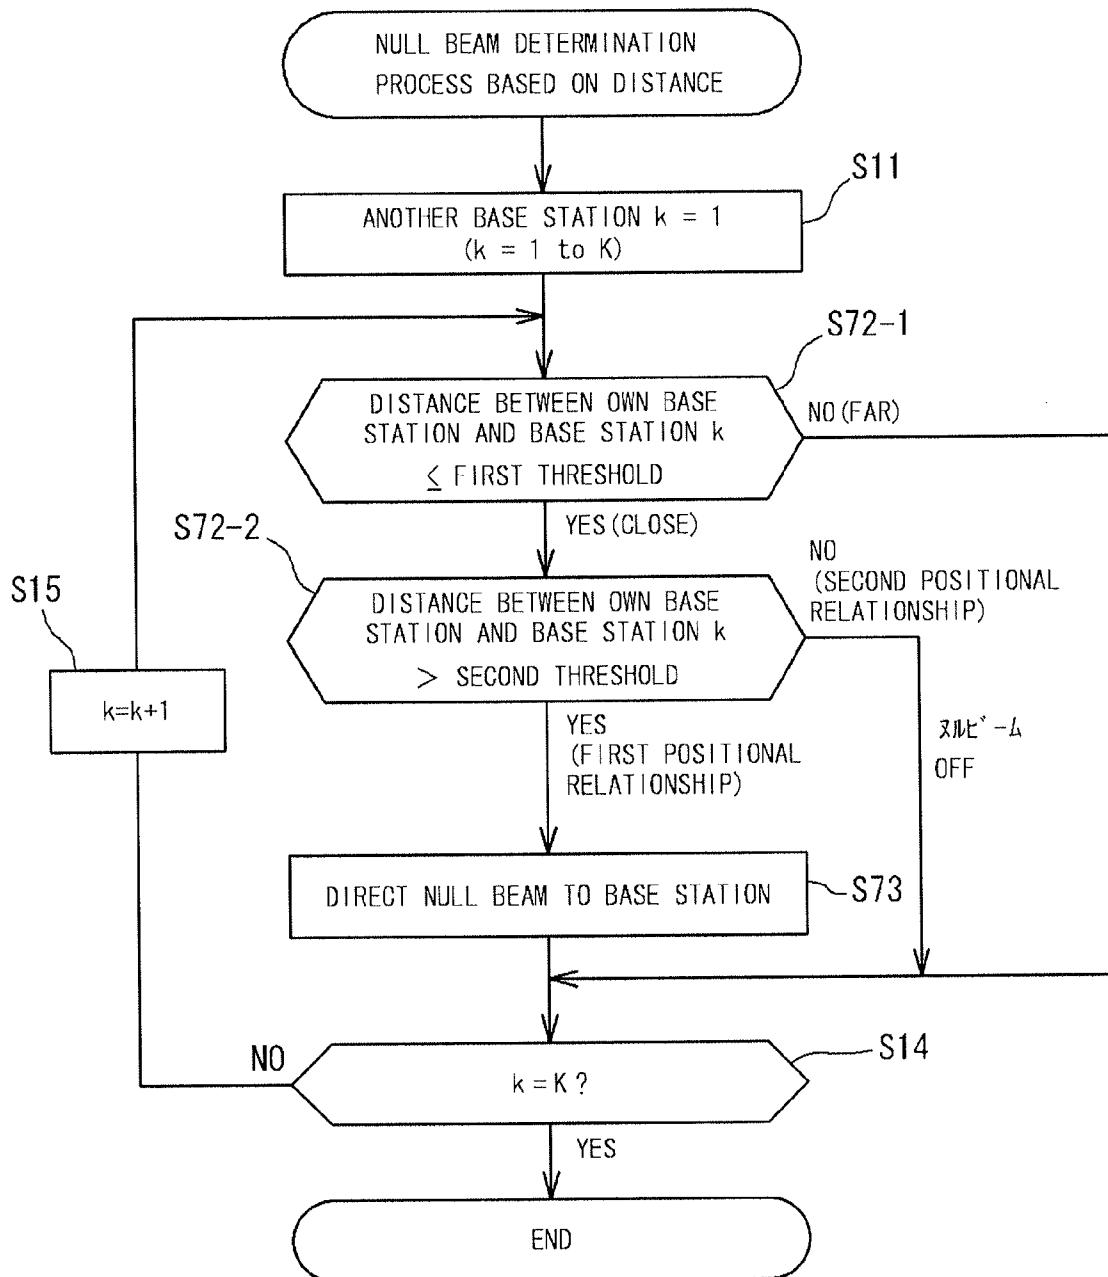 NULL BEAM DETERMINATION
PROCESS BASED ON DISTANCE
S11
ANOTHER BASE STATION k = 1
(k = 1 to K)
S72-1
DISTANCE BETWEEN OWN BASE
STATION AND BASE STATION k
≤ FIRST THRESHOLD
NO(FAR)
YES(CLOSE)
S72-2
DISTANCE BETWEEN OWN BASE
STATION AND BASE STATION k
> SECOND THRESHOLD
NO
(SECOND POSITIONAL
RELATIONSHIP)
S15
k=k+1
YES
(FIRST POSITIONAL
RELATIONSHIP)
ヌルビーム
OFF
DIRECT NULL BEAM TO BASE STATION
S73
S14
NO
k=K?
YES
END